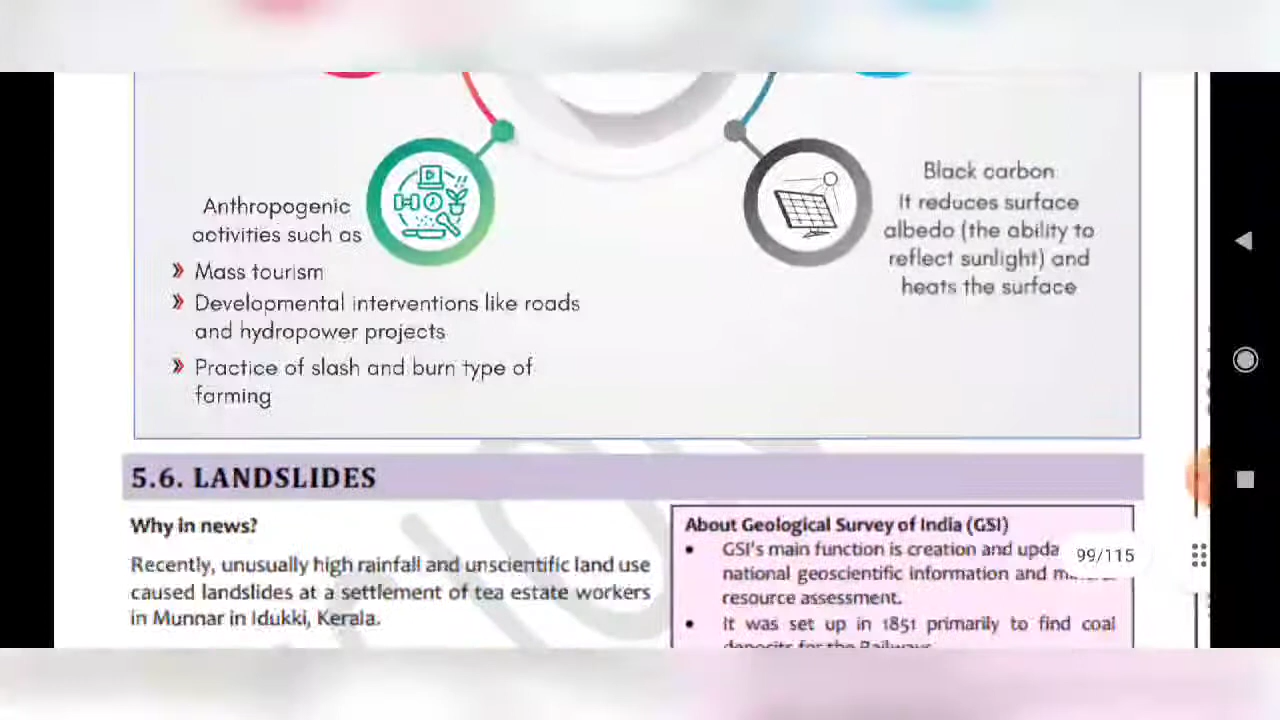 Anthropogenic
activities such as
Mass tourism
Developmental interventions like roads
and hydropower projects
Practice of slash and burn type of
farming
Black carbon
It reduces surface
albedo (the ability to
reflect sunlight) and
heats the surface
5.6. LANDSLIDES
Why in news?
Recently, unusually high rainfall and unscientific land use
caused landslides at a settlement of tea estate workers
in Munnar in Idukki, Kerala.
About Geological Survey of India (GSI)
• GSI's main function is creation and upda
national geoscientific information and
resource assessment.
• It was set up in 1851 primarily to find coal
deposits for the Railways.
99/115